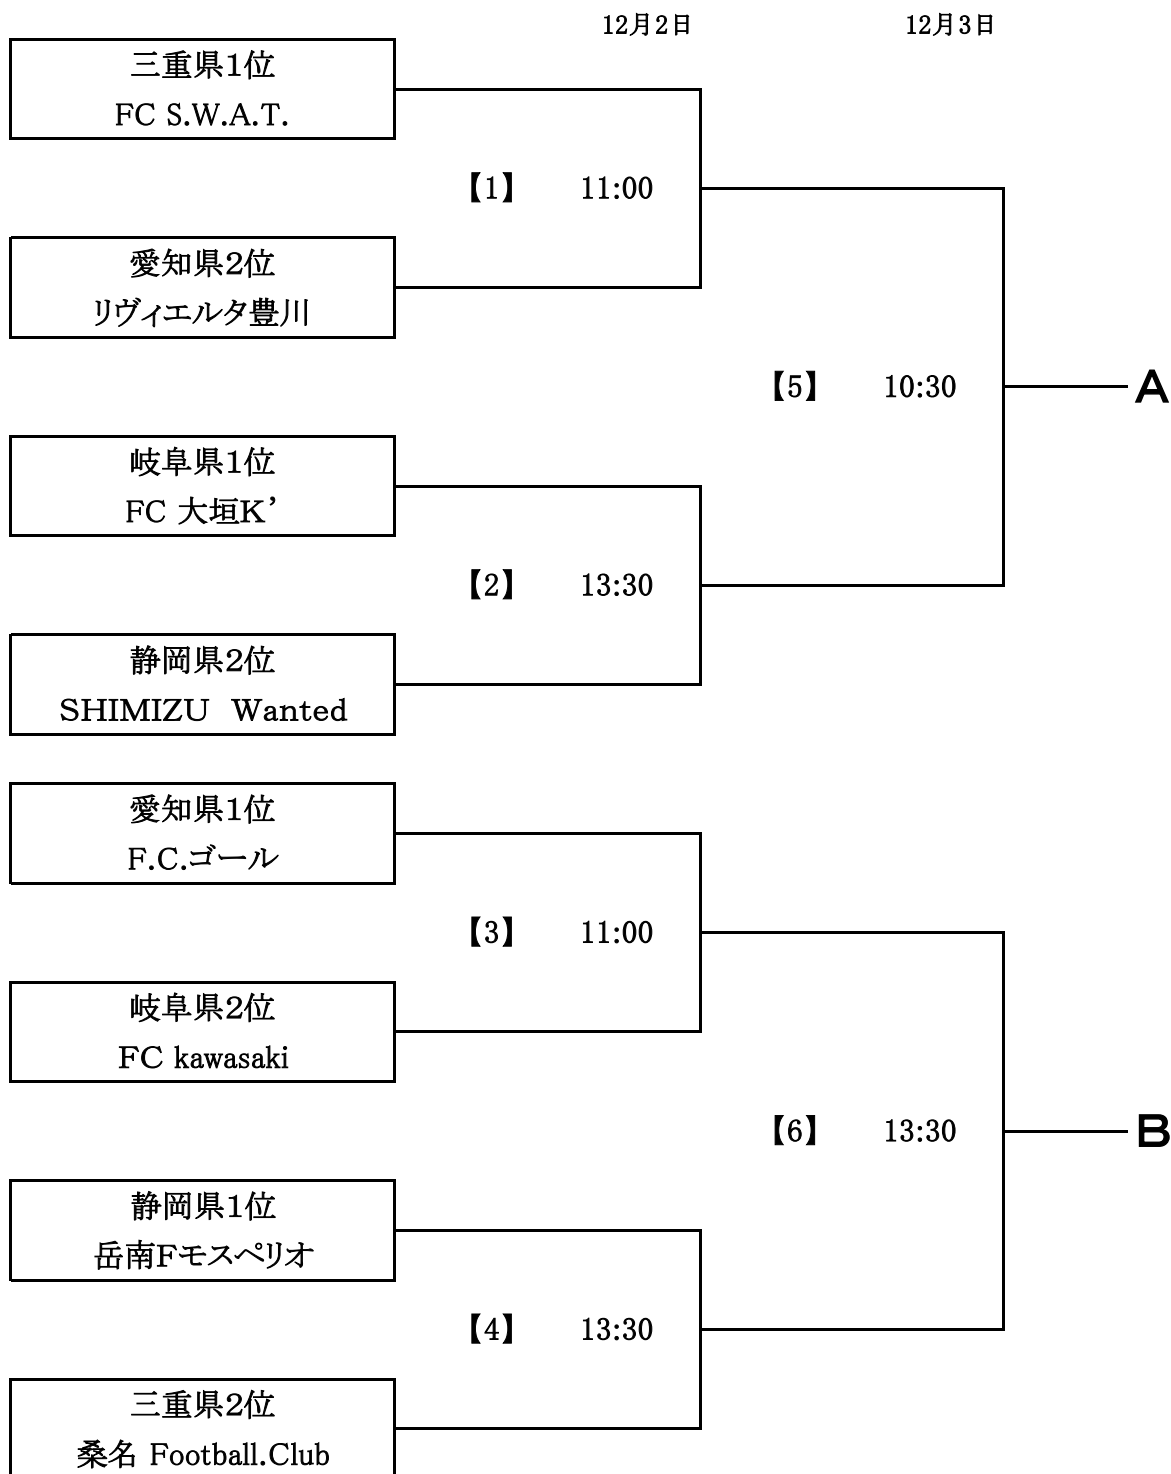 12月2日 12月3日
三重県1位
FC S.W.A.T.
【1】 11:00
愛知県2位
リヴィエルタ豊川
【5】 10:30 A
岐阜県1位
FC 大垣K’
【2】 13:30
静岡県2位
SHIMIZU Wanted
愛知県1位
F.C.ゴール
【3】 11:00
岐阜県2位
FC kawasaki
【6】 13:30 B
静岡県1位
岳南Fモスペリオ
【4】 13:30
三重県2位
桑名 Football.Club